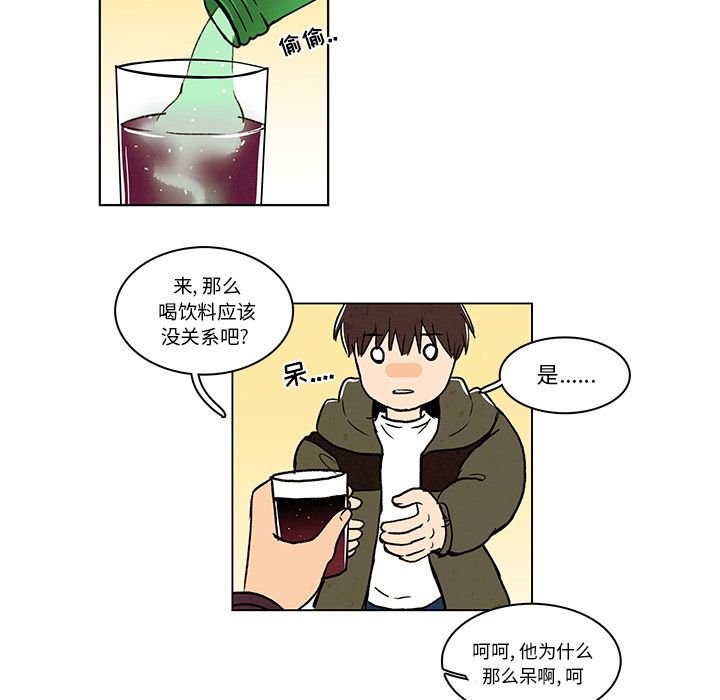 偷偷..
来, 那么
喝饮料应该
没关系吧?
呆....
是......
呵呵, 他为什么
那么呆啊, 呵